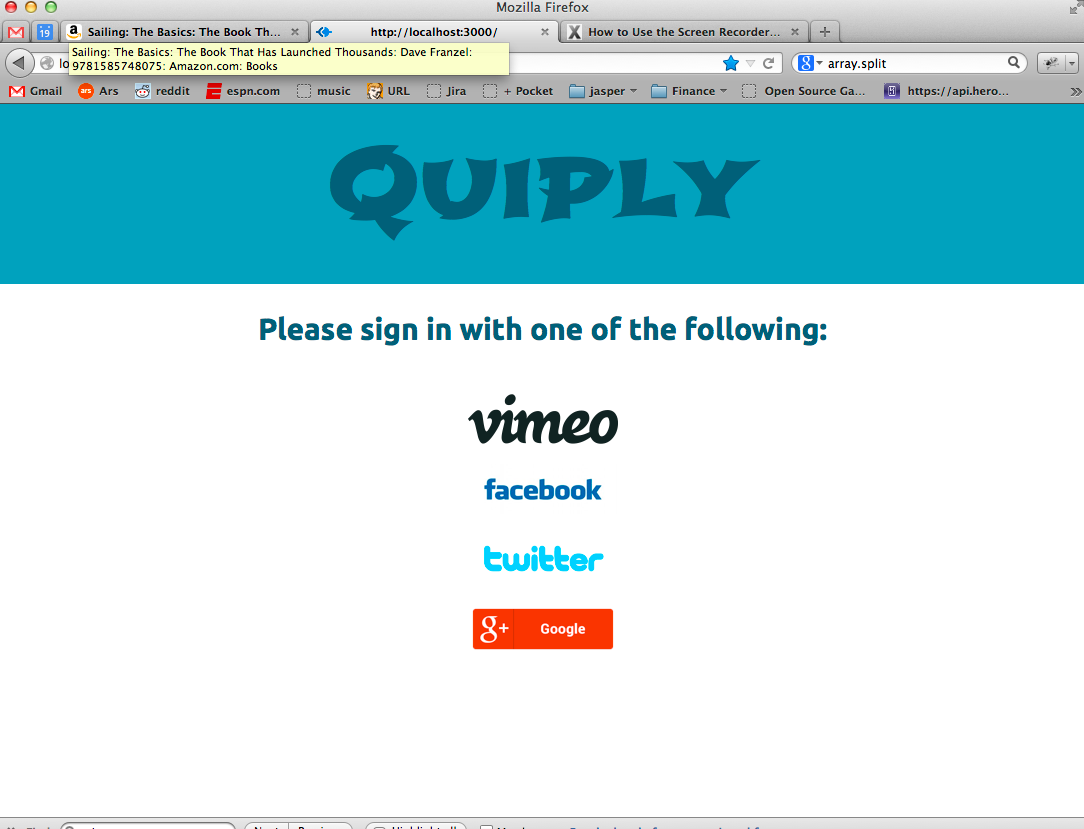 Mozilla Firefox
19
a Sailing: The Basics: The Book Th...
http://localhost:3000/
X How to Use the Screen Recorder...
Sailing: The Basics: The Book That Has Launched Thousands: Dave Franzel:
9781585748075: Amazon.com: Books
lo
8 array.split
Gmail
ars Ars
reddit
espn.com
music
URL
Jira
+ Pocket
jasper
Finance
Open Source Ga...
H https://api.hero...
QUIPLY
Please sign in with one of the following:
vimeo
facebook
twitter
g+ Google